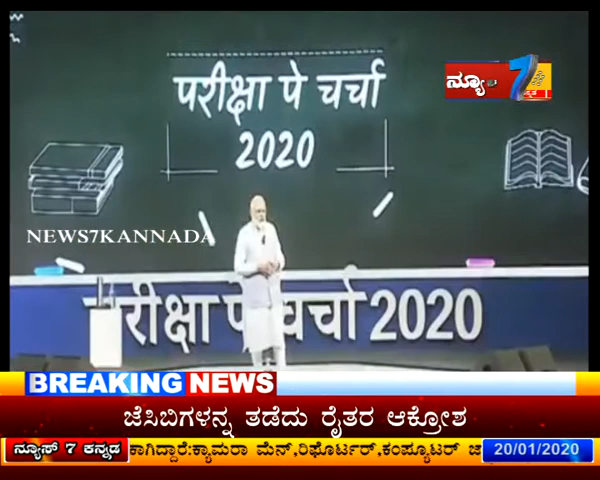 परीक्षा पे चर्चा
2020
ನ್ಯೂಸ್ 7
NEWS7KANNADA
परीक्षा पे चर्चा 2020
BREAKING NEWS
ಜೆಸಿಬಿಗಳನ್ನ ತಡೆದು ರೈತರ ಆಕ್ರೋಶ
ನ್ಯೂಸ್ 7 ಕನ್ನಡ ಕಾಗಿದ್ದಾರೆ:ಕ್ಯಾಮರಾ ಮೆನ್,ರಿಫೋರ್ಟರ್,ಕಂಪ್ಯೂಟರ್ 20/01/2020